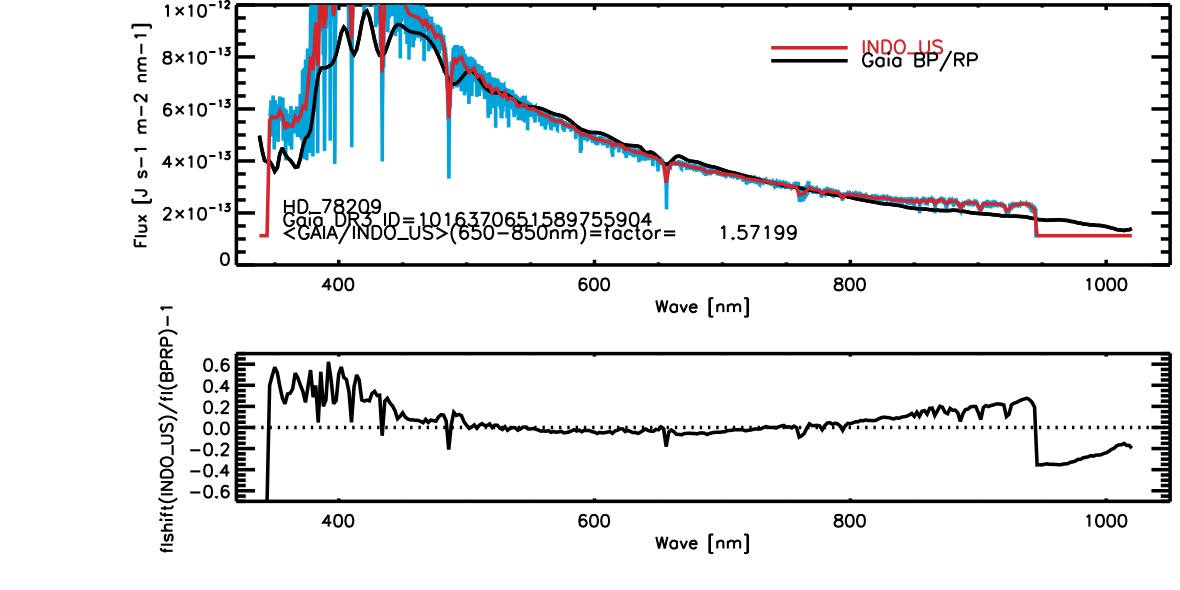 1×10-12
8×10-13
6×10-13
4×10-13
2×10-13
0
Flux [J s-1 m-2 nm-1]
INDO_US
Gaia BP/RP
HD_78209
Gaia DR3_ID=1016370651589755904
<GAIA/INDO_US>(650-850nm)=factor= 1.57199
400 600 800 1000
Wave [nm]
flshift(INDO_US)/fl(BPRP)-1
0.6
0.4
0.2
0.0
-0.2
-0.4
-0.6
400 600 800 1000
Wave [nm]